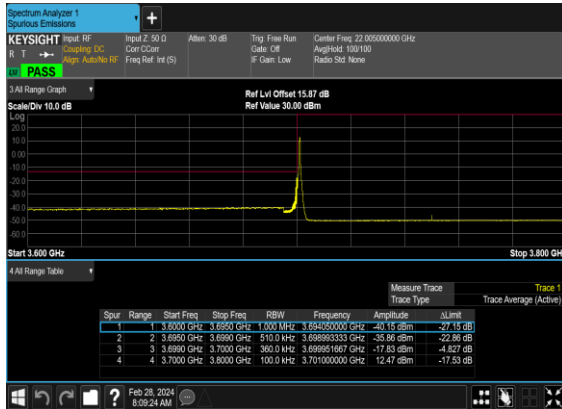 Spectrum Analyzer 1
Spurious Emissions
+
KEYSIGHT Input: RF Input Z: 50 Ω Atten: 30 dB Trig: Free Run Center Freq: 22.005000000 GHz
R T Coupling: DC Corr CCorr Gate: Off Avg|Hold: 100/100
Align: Auto/No RF Freq Ref: Int (S) IF Gain: Low Radio Std: None
PASS
3 All Range Graph Ref Lvl Offset 15.87 dB
Scale/Div 10.0 dB Ref Value 30.00 dBm
Log
20.0
10.0
0.00
-10.0
-20.0
-30.0
-40.0
-50.0
-60.0
Start 3.600 GHz Stop 3.800 GH
4 All Range Table
Measure Trace Trace 1
Trace Type Trace Average (Active)
Spur Range Start Freq Stop Freq RBW Frequency Amplitude ΔLimit
1 1 3.6000 GHz 3.6950 GHz 1.000 MHz 3.694050000 GHz -40.15 dBm -27.15 dB
2 2 3.6950 GHz 3.6990 GHz 510.0 kHz 3.698993333 GHz -35.86 dBm -22.86 dB
3 3 3.6990 GHz 3.7000 GHz 360.0 kHz 3.699951667 GHz -17.83 dBm -4.827 dB
4 4 3.7000 GHz 3.8000 GHz 100.0 kHz 3.701000000 GHz 12.47 dBm -17.53 dB
? Feb 28, 2024
8:09:24 AM